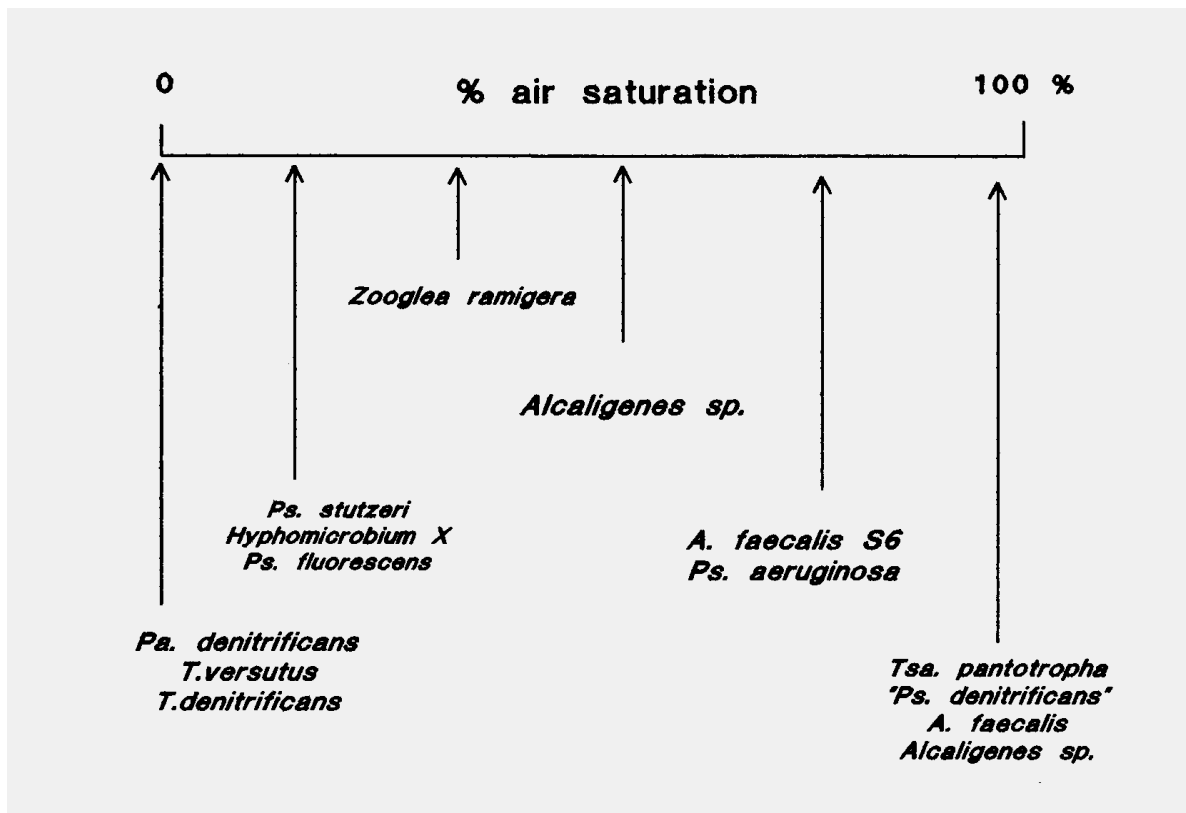 0 % air saturation 100 %
Zooglea ramigera
Alcaligenes sp.
Ps. stutzeri
Hyphomicrobium X
Ps. fluorescens
A. faecalis S6
Ps. aeruginosa
Pa. denitrificans
T.versutus
T.denitrificans
Tsa. pantotropha
"Ps. denitrificans"
A. faecalis
Alcaligenes sp.